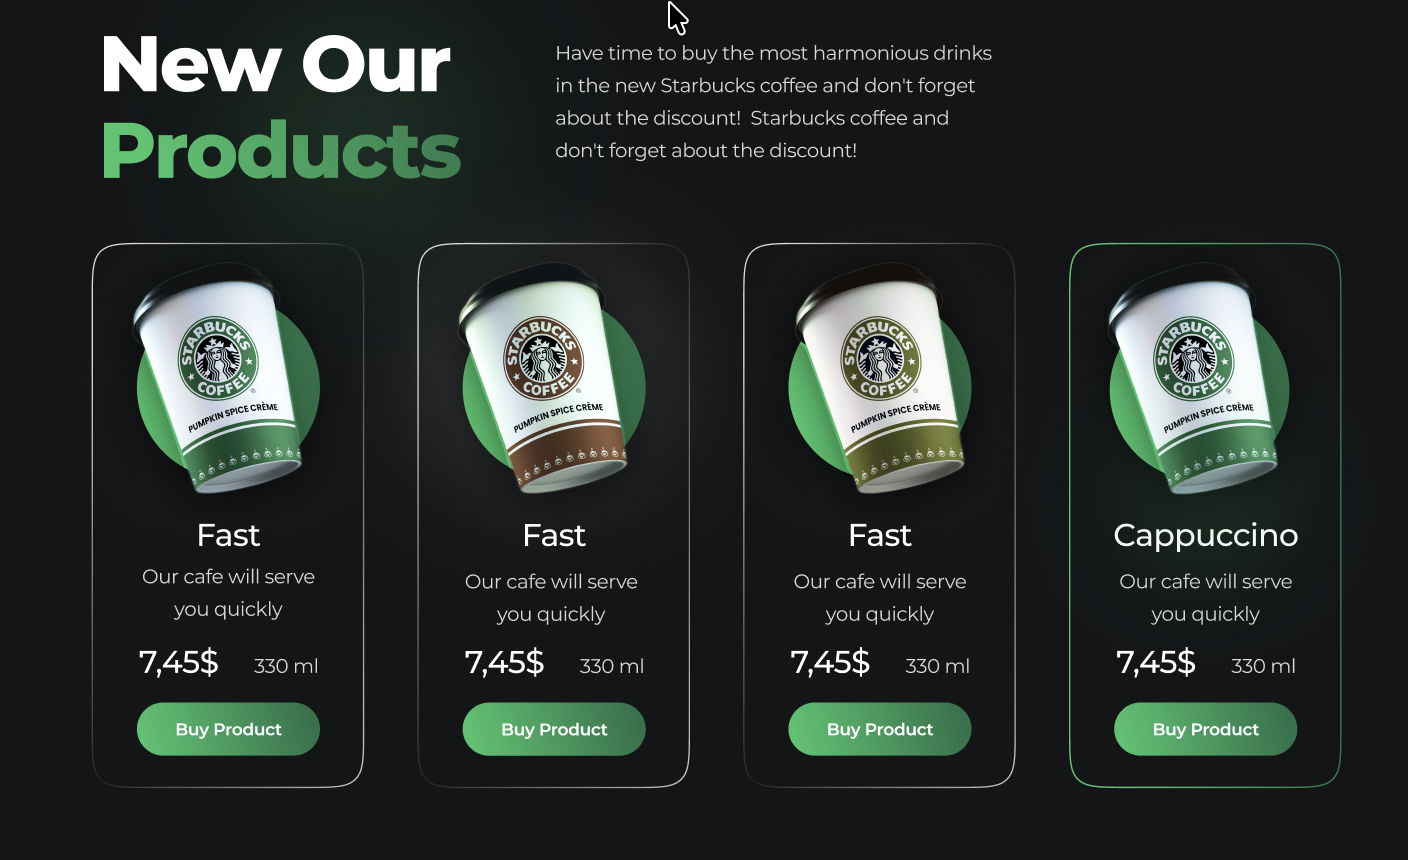 New Our
Products
Have time to buy the most harmonious drinks
in the new Starbucks coffee and don't forget
about the discount!  Starbucks coffee and
don't forget about the discount!
STARBUCKS
COFFEE
®
PUMPKIN SPICE CRÈME
Fast
Our cafe will serve
you quickly
7,45$ 330 ml
Buy Product
STARBUCKS
COFFEE
®
PUMPKIN SPICE CRÈME
Fast
Our cafe will serve
you quickly
7,45$ 330 ml
Buy Product
STARBUCKS
COFFEE
®
PUMPKIN SPICE CRÈME
Fast
Our cafe will serve
you quickly
7,45$ 330 ml
Buy Product
STARBUCKS
COFFEE
®
PUMPKIN SPICE CRÈME
Cappuccino
Our cafe will serve
you quickly
7,45$ 330 ml
Buy Product